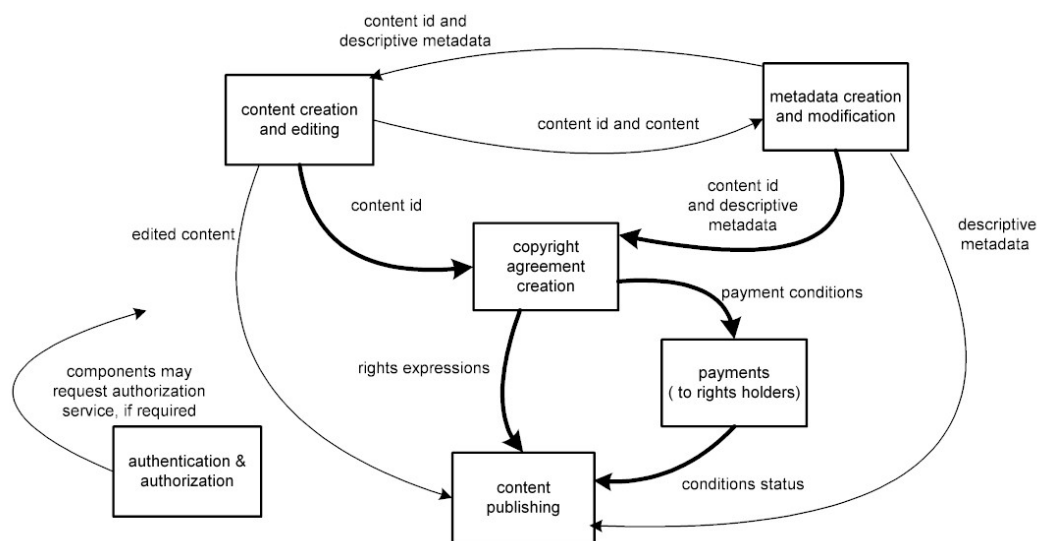 content id and
descriptive metadata
content creation
and editing
metadata creation
and modification
content id and content
content id
and descriptive
metadata
content id
edited content
descriptive
metadata
copyright
agreement
creation
payment conditions
rights expressions
components may
request authorization
service, if required
payments
( to rights holders)
authentication &
authorization
content
publishing
conditions status